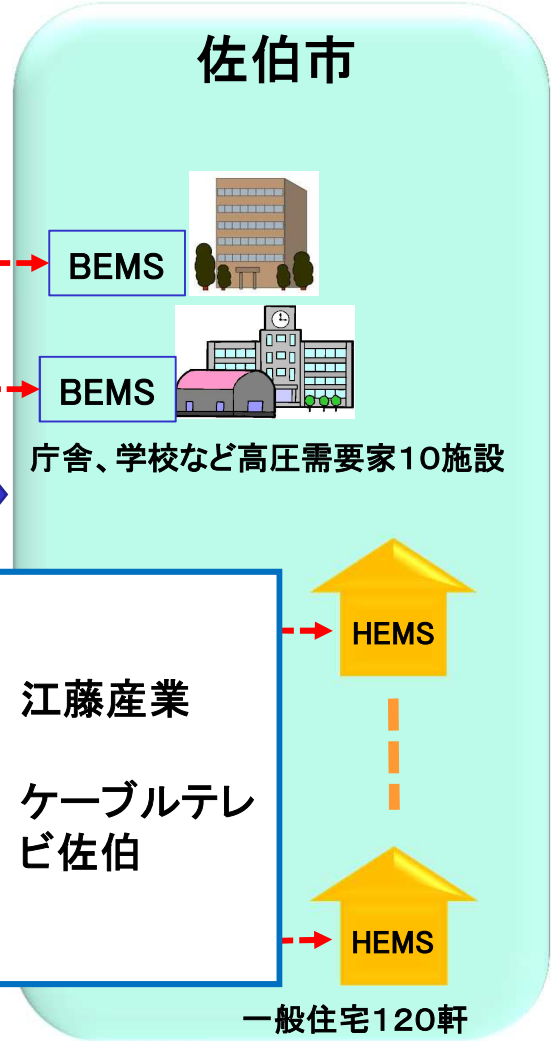 佐伯市
BEMS
BEMS
庁舎、学校など高圧需要家10施設
HEMS
江藤産業
ケーブルテレ
ビ佐伯
HEMS
一般住宅120軒